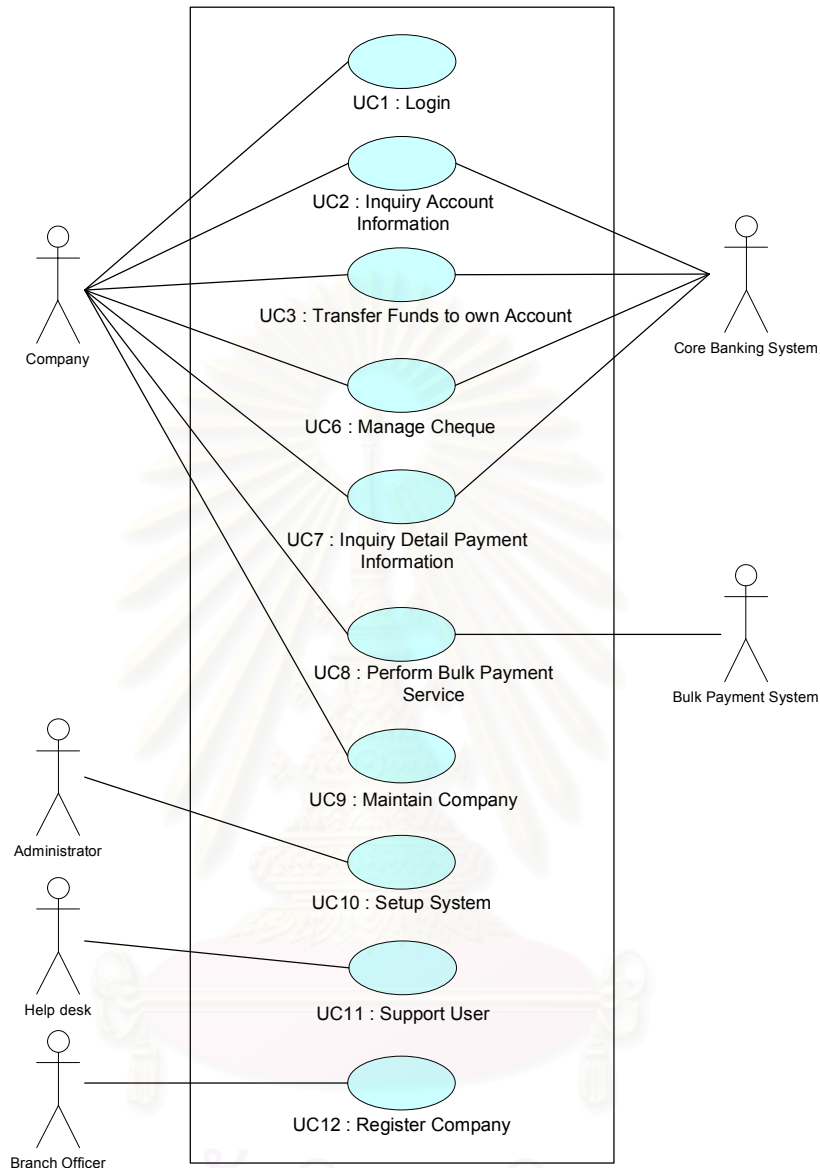 UC1 : Login
UC2 : Inquiry Account
Information
UC3 : Transfer Funds to own Account
Company
Core Banking System
UC6 : Manage Cheque
UC7 : Inquiry Detail Payment
Information
UC8 : Perform Bulk Payment
Service
Bulk Payment System
UC9 : Maintain Company
Administrator
UC10 : Setup System
Help desk
UC11 : Support User
UC12 : Register Company
Branch Officer